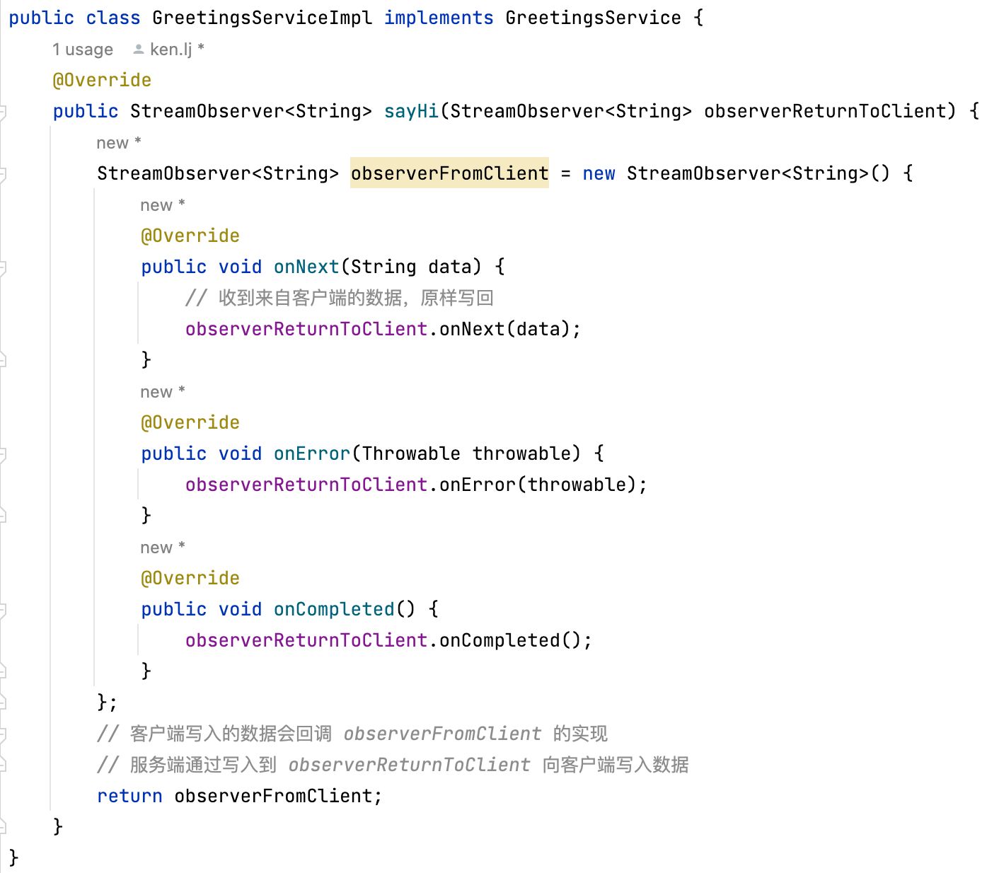 public class GreetingsServiceImpl implements GreetingsService {
1 usage ken.lj *
@Override
public StreamObserver<String> sayHi(StreamObserver<String> observerReturnToClient) {
new *
StreamObserver<String> observerFromClient = new StreamObserver<String>() {
new *
@Override
public void onNext(String data) {
// 收到来自客户端的数据，原样写回
observerReturnToClient.onNext(data);
}
new *
@Override
public void onError(Throwable throwable) {
observerReturnToClient.onError(throwable);
}
new *
@Override
public void onCompleted() {
observerReturnToClient.onCompleted();
}
};
// 客户端写入的数据会回调 observerFromClient 的实现
// 服务端通过写入到 observerReturnToClient 向客户端写入数据
return observerFromClient;
}
}